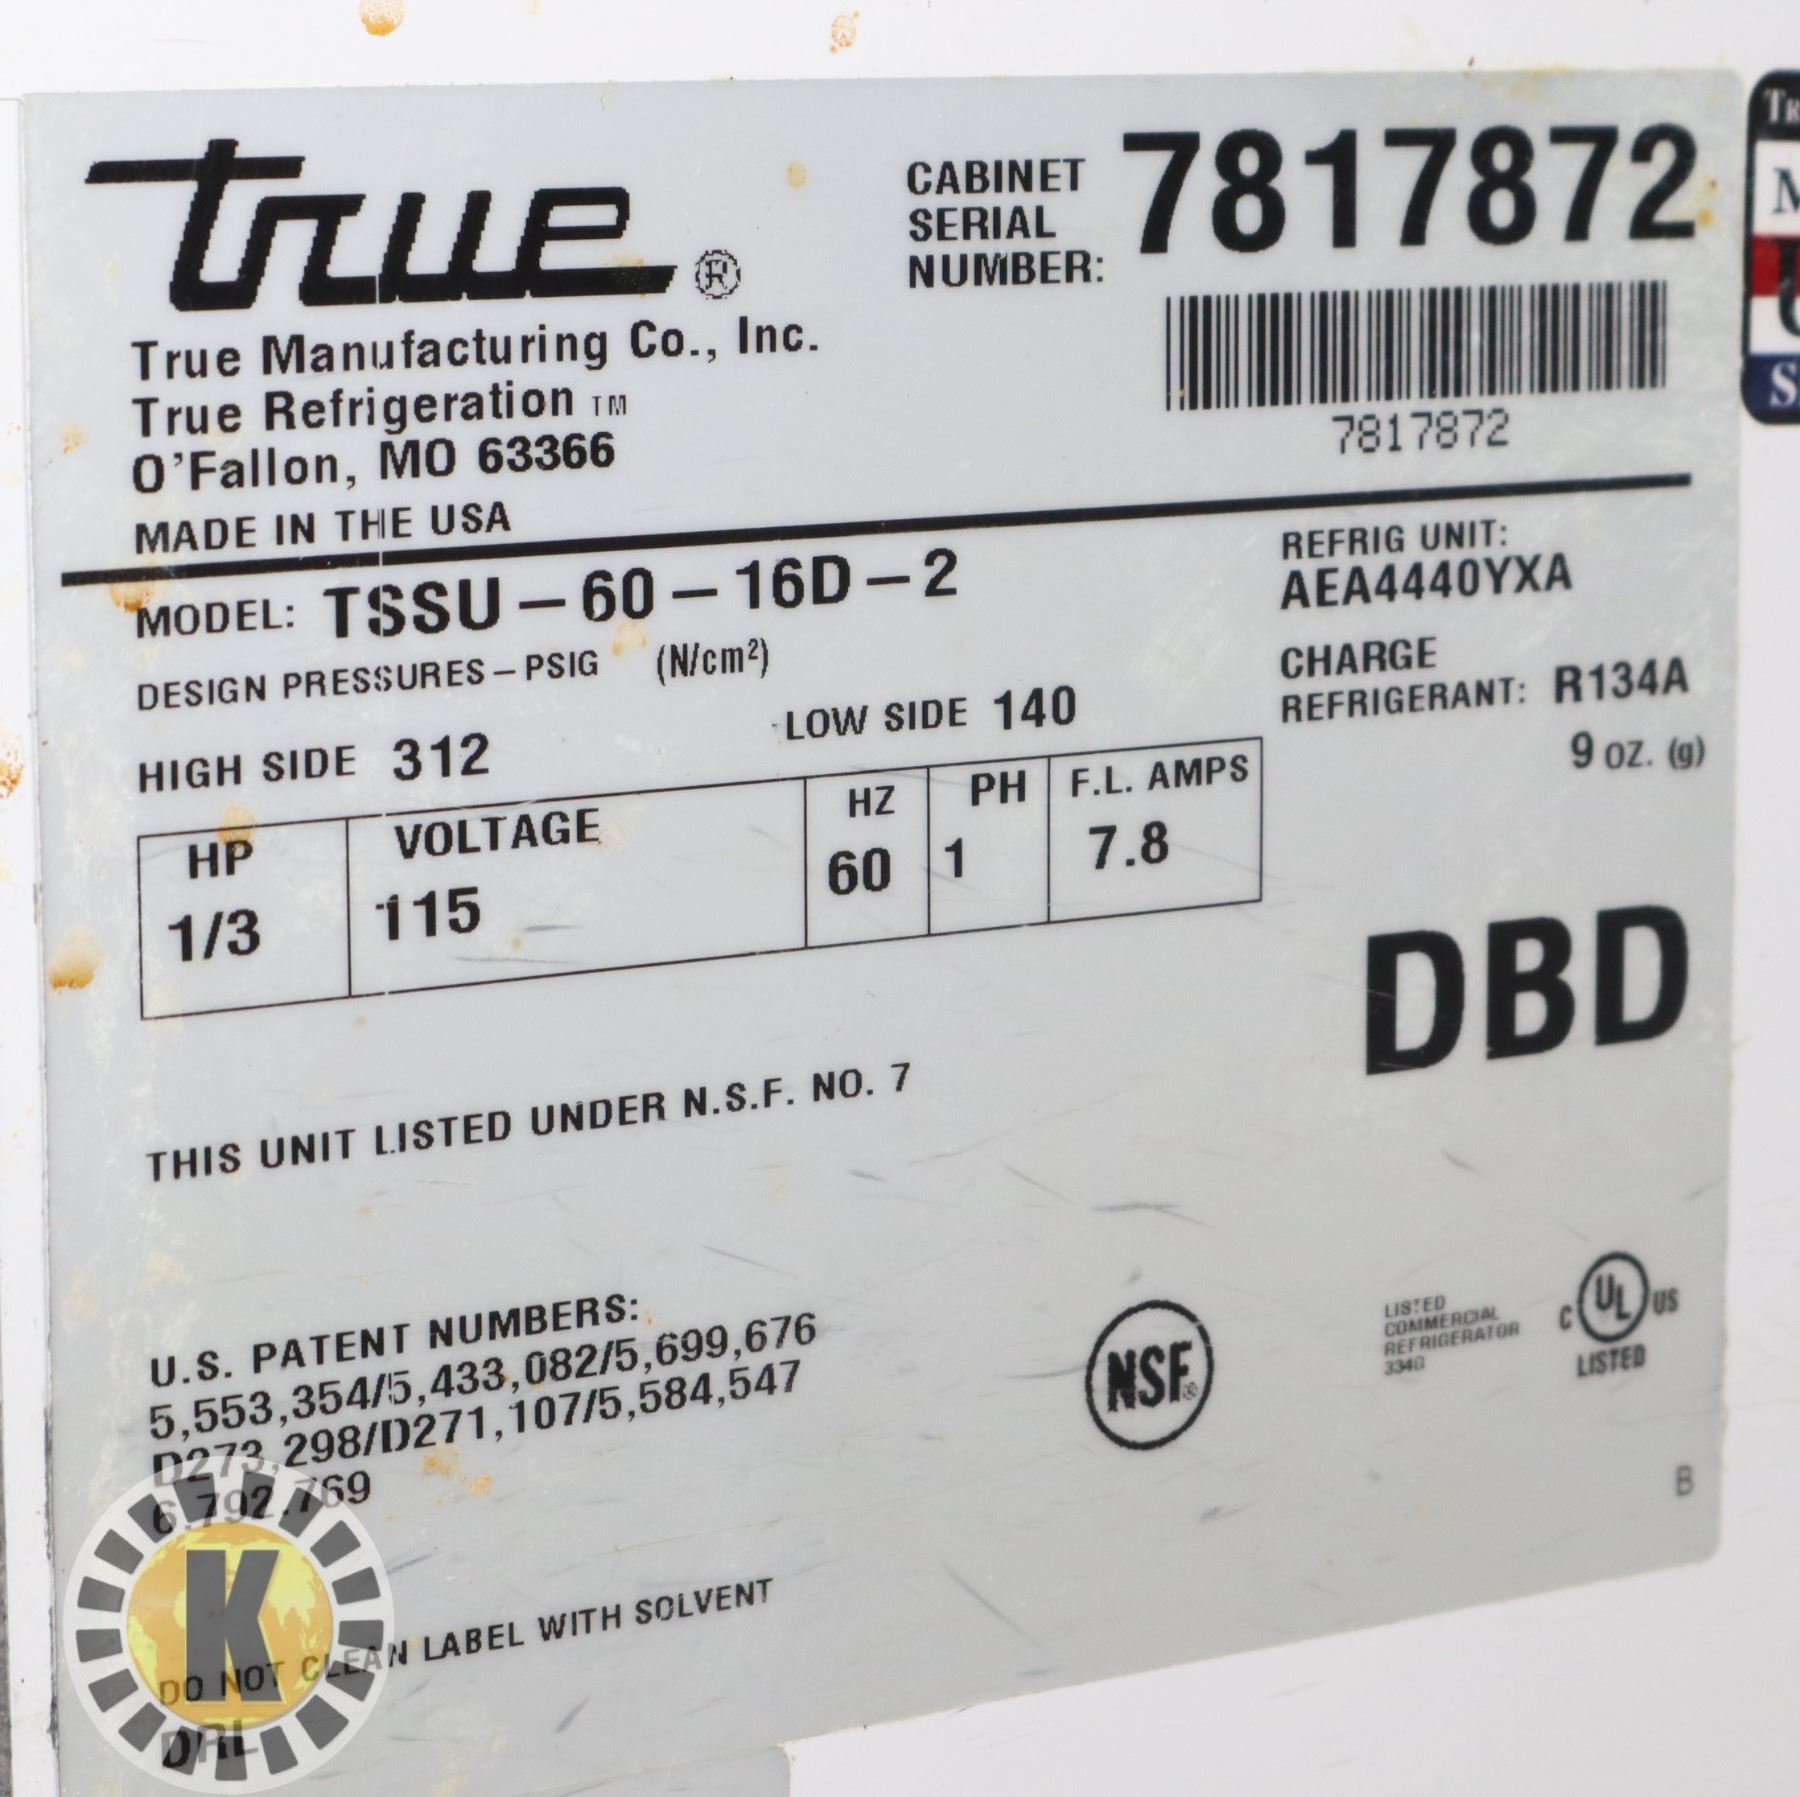 true®
True Manufacturing Co., Inc.
True Refrigeration TM
O'Fallon, MO 63366
MADE IN THE USA
CABINET
SERIAL
NUMBER: 7817872
7817872
MODEL: TSSU-60-16D-2
DESIGN PRESSURES-PSIG (N/cm²)
HIGH SIDE 312 LOW SIDE 140
REFRIG UNIT:
AEA4440YXA
CHARGE
REFRIGERANT: R134A
9 oz. (g)
HP VOLTAGE HZ PH F.L. AMPS
1/3 115 60 1 7.8
DBD
THIS UNIT LISTED UNDER N.S.F. NO. 7
U.S. PATENT NUMBERS:
5,553,354/5,433,082/5,699,676
D273,298/D271,107/5,584,547
6.792.769
NSF®
LISTED
COMMERCIAL
REFRIGERATOR
334G
C UL US
LISTED
B
DO NOT CLEAN LABEL WITH SOLVENT
DRL
K